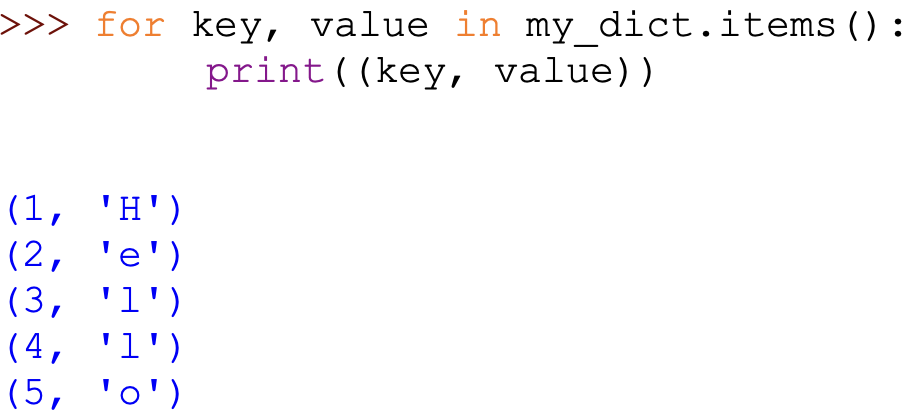 >>> for key, value in my_dict.items():
print((key, value))
(1, 'H')
(2, 'e')
(3, 'l')
(4, 'l')
(5, 'o')